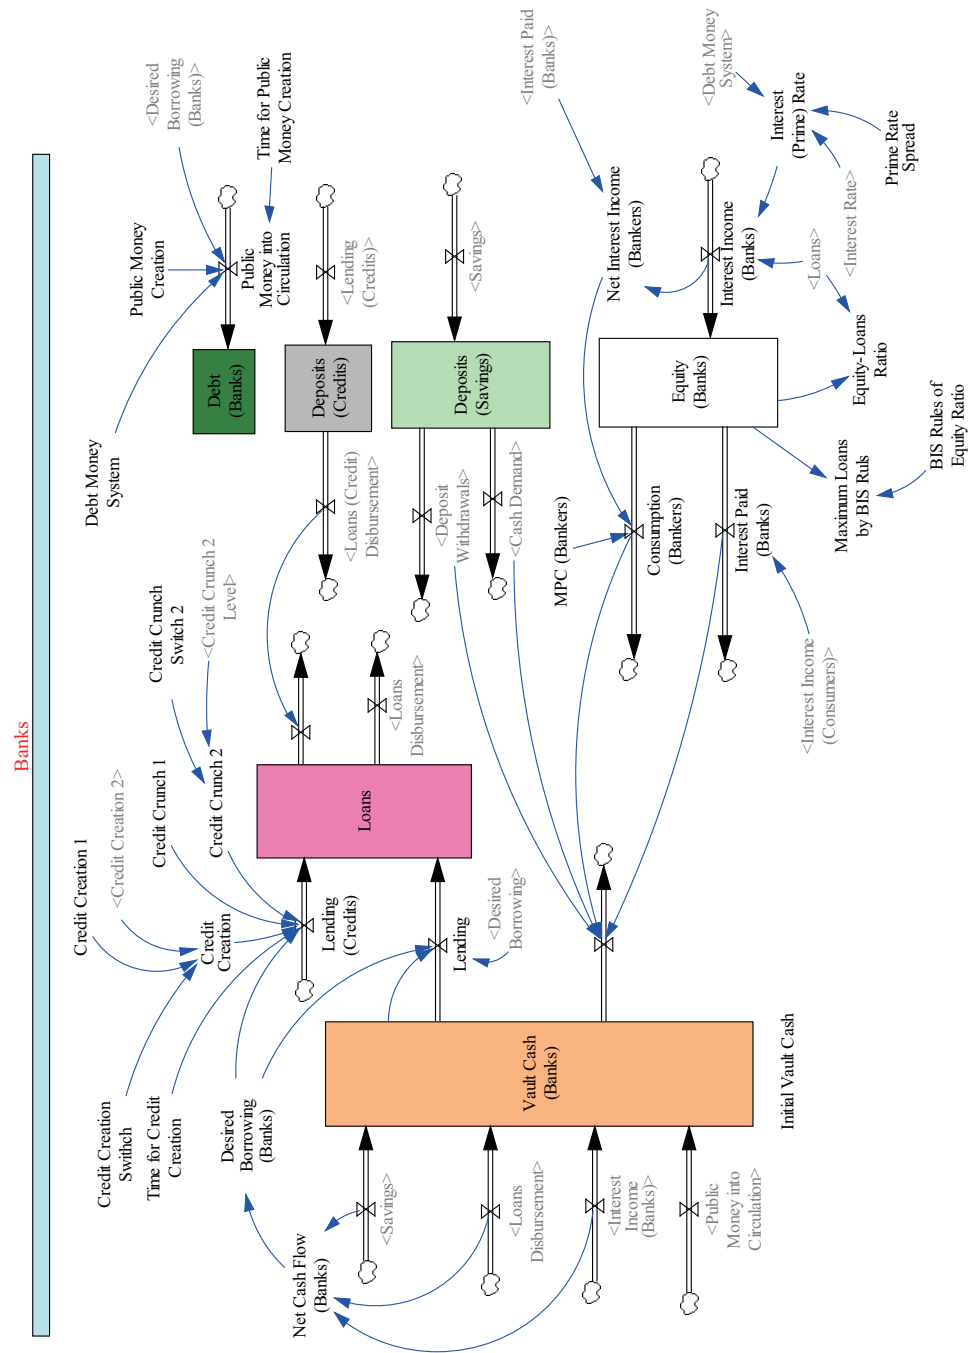 Banks
Credit Creation 1
<Credit Creation 2>
Credit Creation
Swithch
Time for Credit
Creation
Credit
Creation
Credit Crunch 1
Credit Crunch 2
Credit Crunch
Switch 2
<Credit Crunch 2
Level>
Debt Money
System
Public Money
Creation
<Desired
Borrowing
(Banks)>
Public
Money into
Circulation
Time for Public
Money Creation
Debt
(Banks)
Desired
Borrowing
(Banks)
Net Cash Flow
(Banks)
Lending
(Credits)
Loans
<Loans (Credit)
Disbursement>
Deposits
(Credits)
<Lending
(Credits)>
<Savings>
<Loans
Disbursement>
<Interest
Income
(Banks)>
<Public
Money into
Circulation>
Vault Cash
(Banks)
Initial Vault Cash
Lending
<Desired
Borrowing>
<Loans
Disbursement>
<Deposit
Withdrawals>
<Cash Demand>
Deposits
(Savings)
<Savings>
MPC (Bankers)
Consumption
(Bankers)
Interest Paid
(Banks)
<Interest Income
(Consumers)>
Equity
(Banks)
Net Interest Income
(Bankers)
<Interest Paid
(Banks)>
Interest Income
(Banks)
<Debt Money
System>
Interest
(Prime) Rate
Prime Rate
Spread
<Interest Rate>
<Loans>
Equity-Loans
Ratio
Maximum Loans
by BIS Ruls
BIS Rules of
Equity Ratio